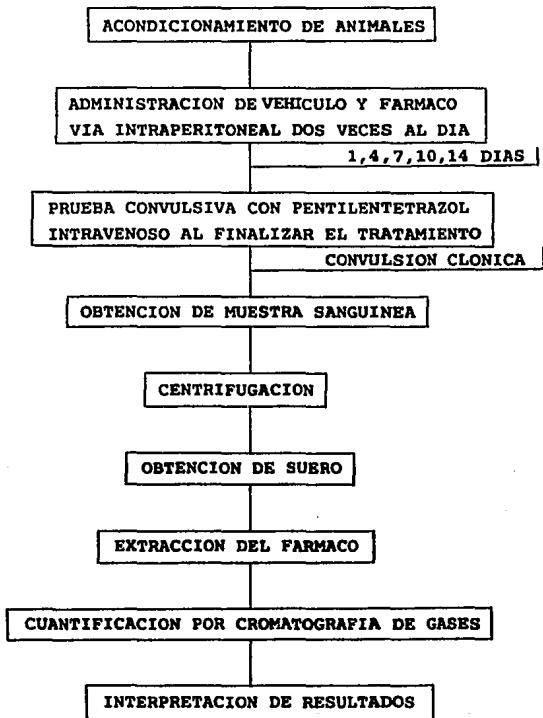 ACONDICIONAMIENTO DE ANIMALES
ADMINISTRACION DE VEHICULO Y FARMACO
VIA INTRAPERITONEAL DOS VECES AL DIA
1,4,7,10,14 DIAS
PRUEBA CONVULSIVA CON PENTILENTETRAZOL
INTRAVENOSO AL FINALIZAR EL TRATAMIENTO
CONVULSION CLONICA
OBTENCION DE MUESTRA SANGUINEA
CENTRIFUGACION
OBTENCION DE SUERO
EXTRACCION DEL FARMACO
CUANTIFICACION POR CROMATOGRAFIA DE GASES
INTERPRETACION DE RESULTADOS